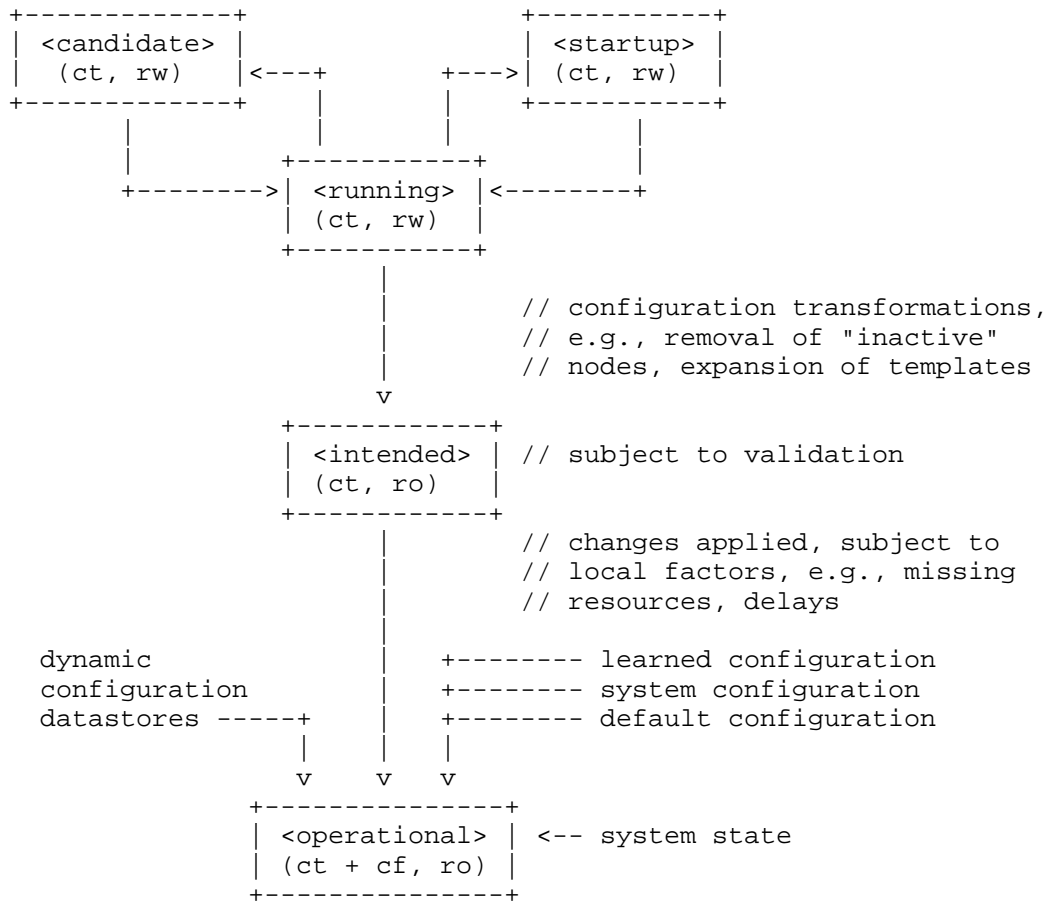 <candidate> <startup>
(ct, rw) <---+ +---> (ct, rw)
+-------->| <running> |<--------+
(ct, rw)
// configuration transformations,
// e.g., removal of "inactive"
// nodes, expansion of templates
v
<intended> // subject to validation
(ct, ro)
// changes applied, subject to
// local factors, e.g., missing
// resources, delays
dynamic +-------- learned configuration
configuration +-------- system configuration
datastores -----+ +-------- default configuration
v v v
<operational> <-- system state
(ct + cf, ro)